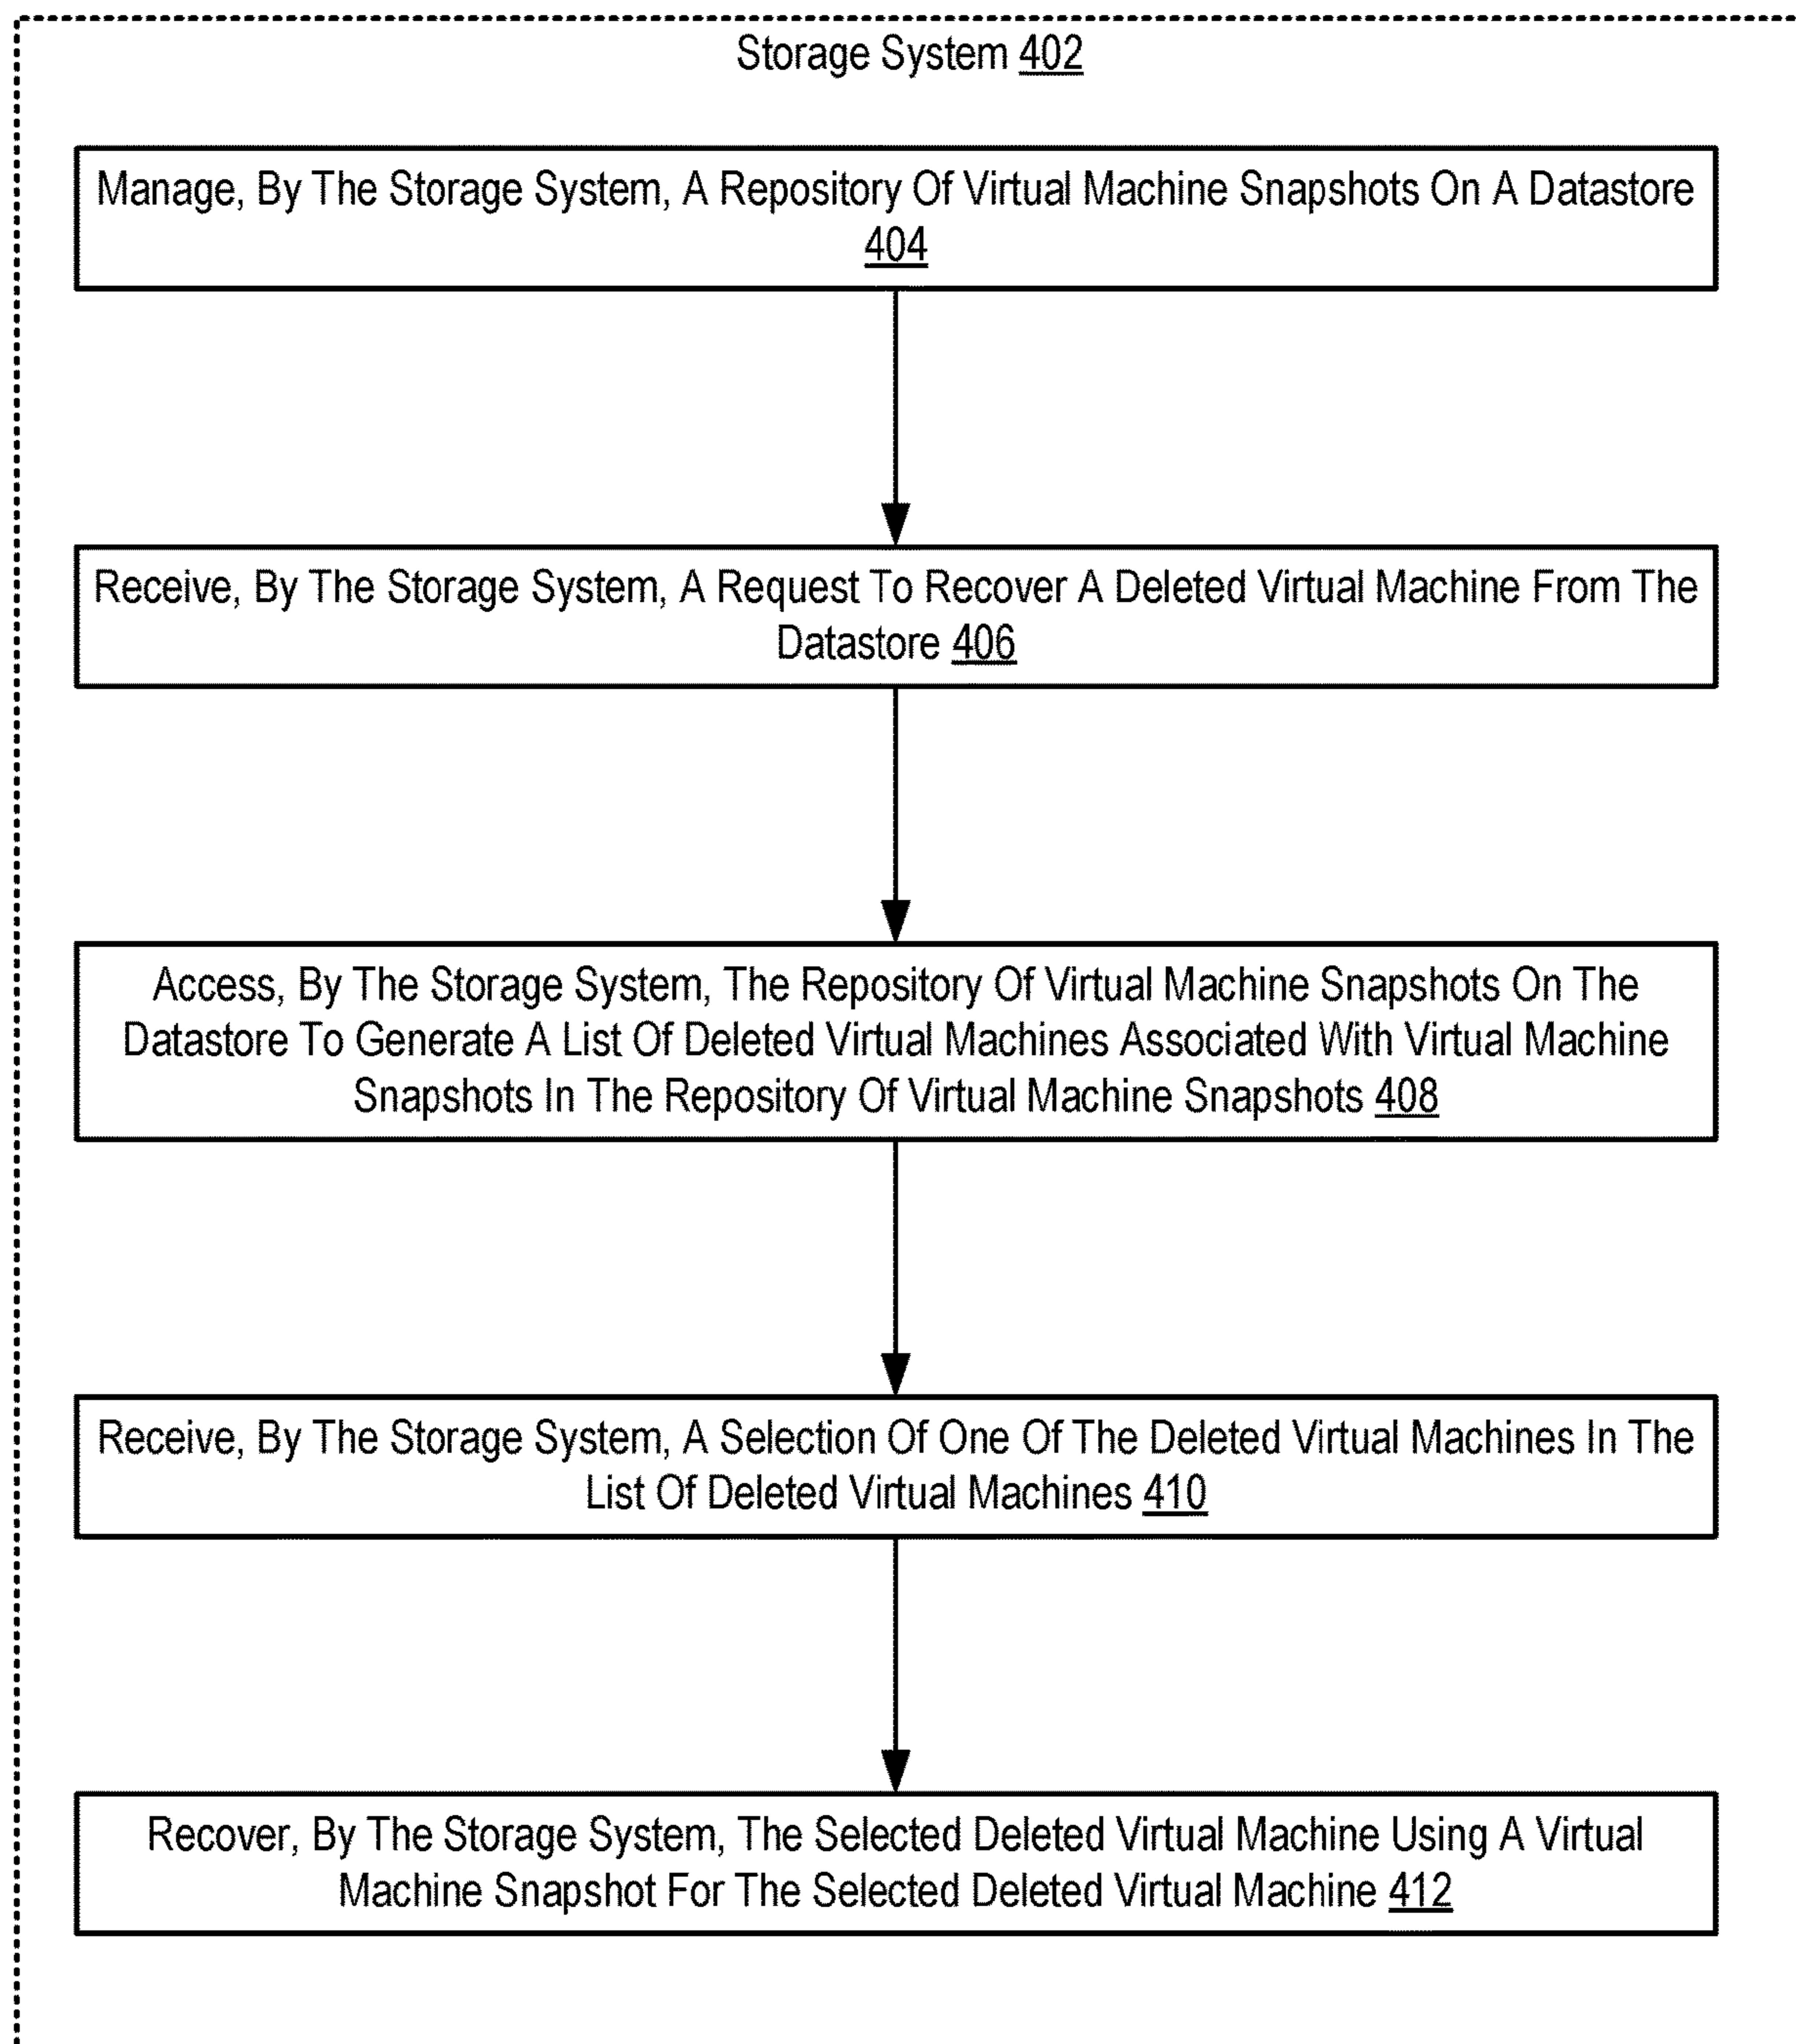 Storage System 402
Manage, By The Storage System, A Repository Of Virtual Machine Snapshots On A Datastore
404
Receive, By The Storage System, A Request To Recover A Deleted Virtual Machine From The
Datastore 406
Access, By The Storage System, The Repository Of Virtual Machine Snapshots On The
Datastore To Generate A List Of Deleted Virtual Machines Associated With Virtual Machine
Snapshots In The Repository Of Virtual Machine Snapshots 408
Receive, By The Storage System, A Selection Of One Of The Deleted Virtual Machines In The
List Of Deleted Virtual Machines 410
Recover, By The Storage System, The Selected Deleted Virtual Machine Using A Virtual
Machine Snapshot For The Selected Deleted Virtual Machine 412